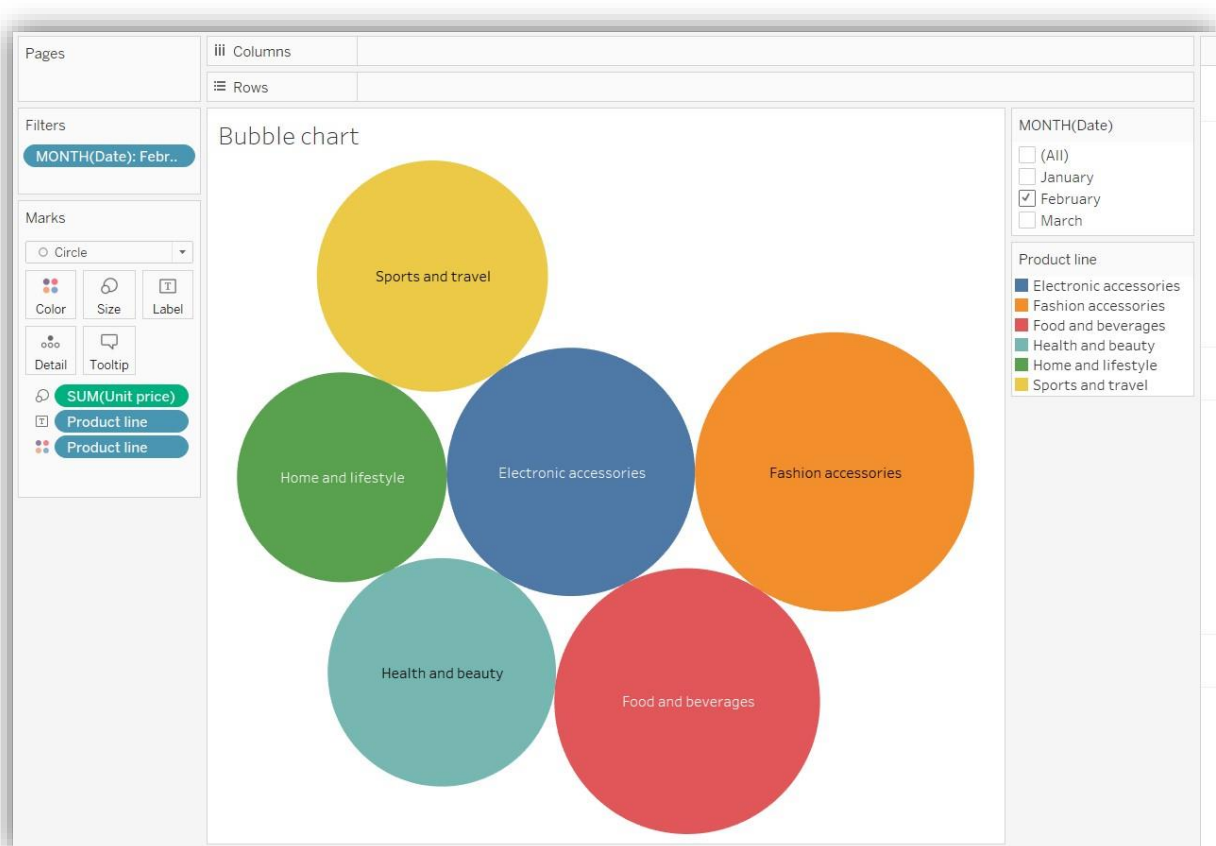 Pages
Columns
Rows
Filters
MONTH(Date): Febr..
Marks
Circle
Color Size Label
Detail Tooltip
SUM(Unit price)
Product line
Product line
Bubble chart
Sports and travel
Home and lifestyle
Electronic accessories
Fashion accessories
Health and beauty
Food and beverages
MONTH(Date)
(All)
January
February
March
Product line
Electronic accessories
Fashion accessories
Food and beverages
Health and beauty
Home and lifestyle
Sports and travel